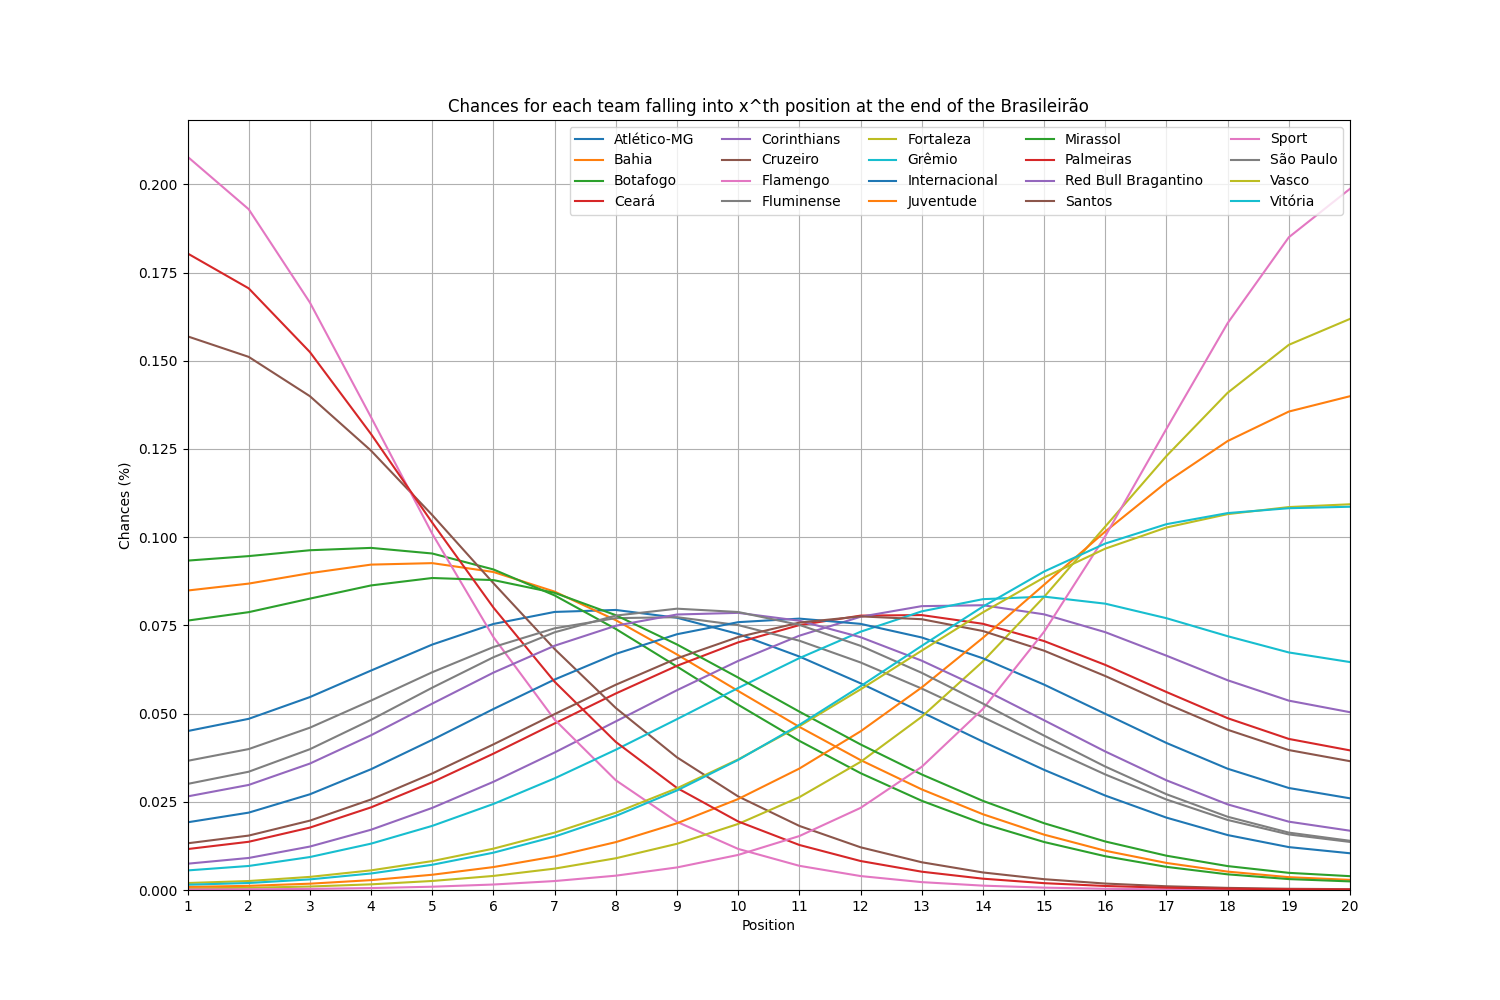 Chances for each team falling into x^th position at the end of the Brasileirão
Atlético-MG Corinthians Fortaleza Mirassol Sport
Bahia Cruzeiro Grêmio Palmeiras São Paulo
Botafogo Flamengo Internacional Red Bull Bragantino Vasco
Ceará Fluminense Juventude Santos Vitória
0.200
0.175
0.150
0.125
0.100
0.075
0.050
0.025
0.000
Chances (%)
1 2 3 4 5 6 7 8 9 10 11 12 13 14 15 16 17 18 19 20
Position